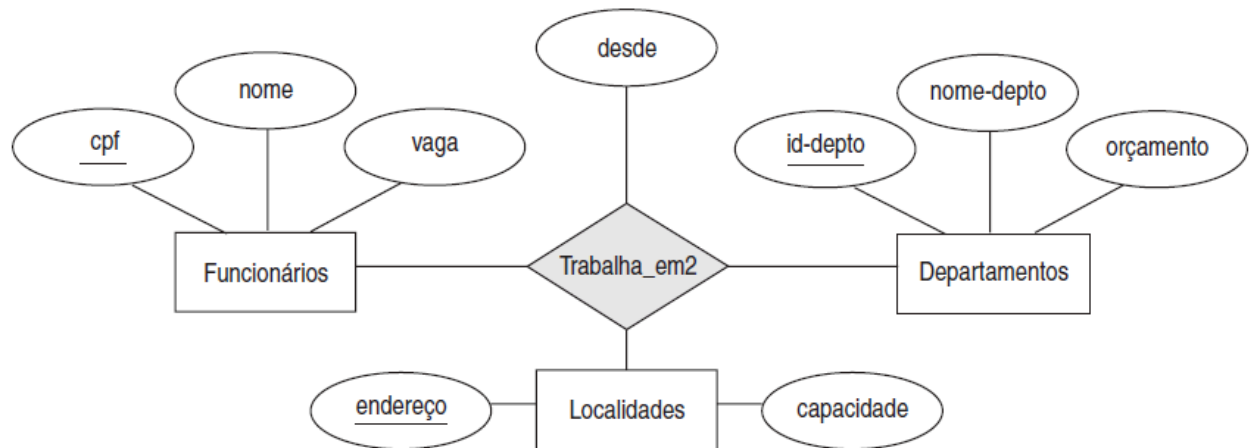 desde
nome
nome-depto
cpf
vaga
id-depto
orçamento
Funcionários
Trabalha_em2
Departamentos
endereço
Localidades
capacidade